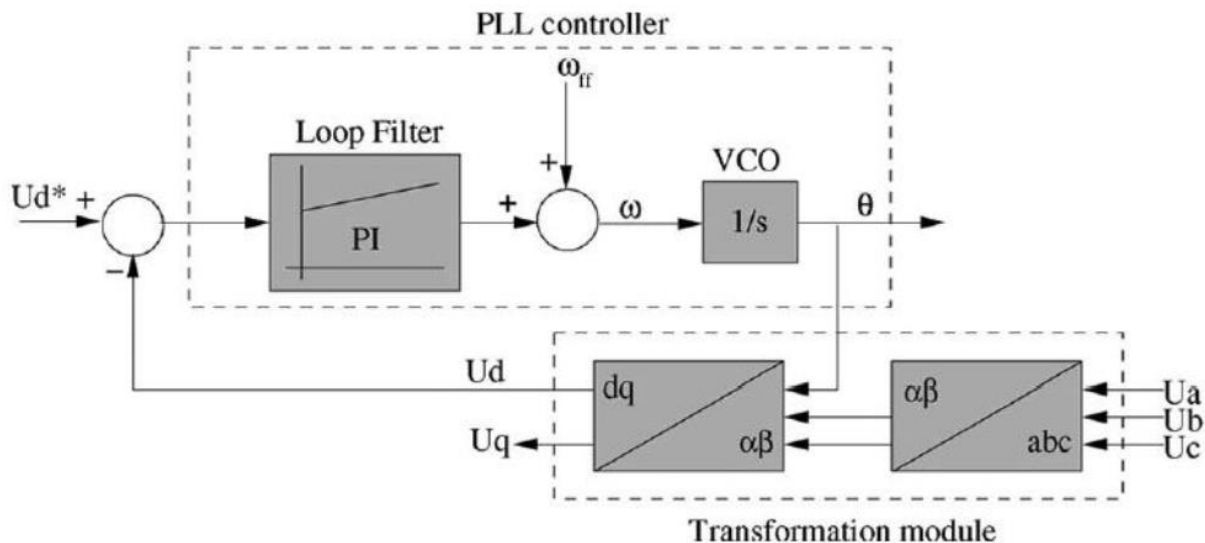 PLL controller
ω_ff
Loop Filter
VCO
Ud* +
+
+
ω
θ
PI
1/s
−
Ud
dq
αβ
Ua
Ub
Uq
αβ
abc
Uc
Transformation module